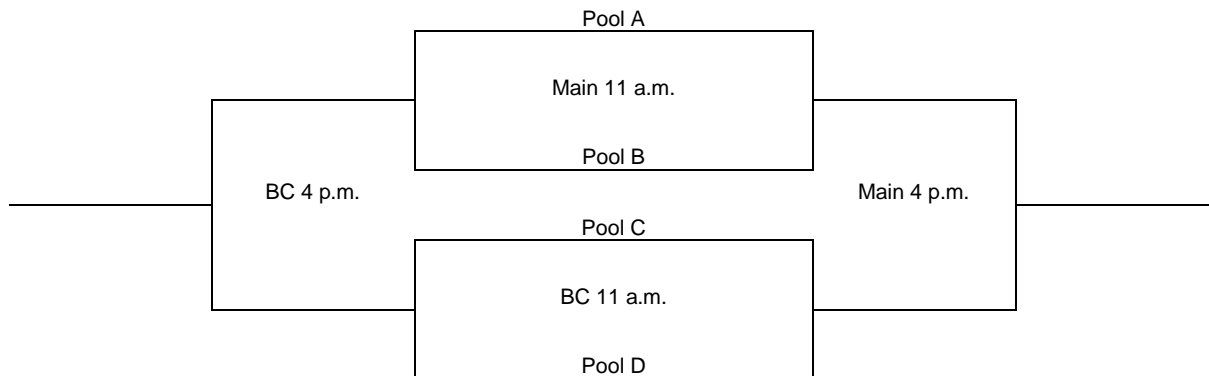 Pool A
Main 11 a.m.
Pool B
BC 4 p.m.
Main 4 p.m.
Pool C
BC 11 a.m.
Pool D